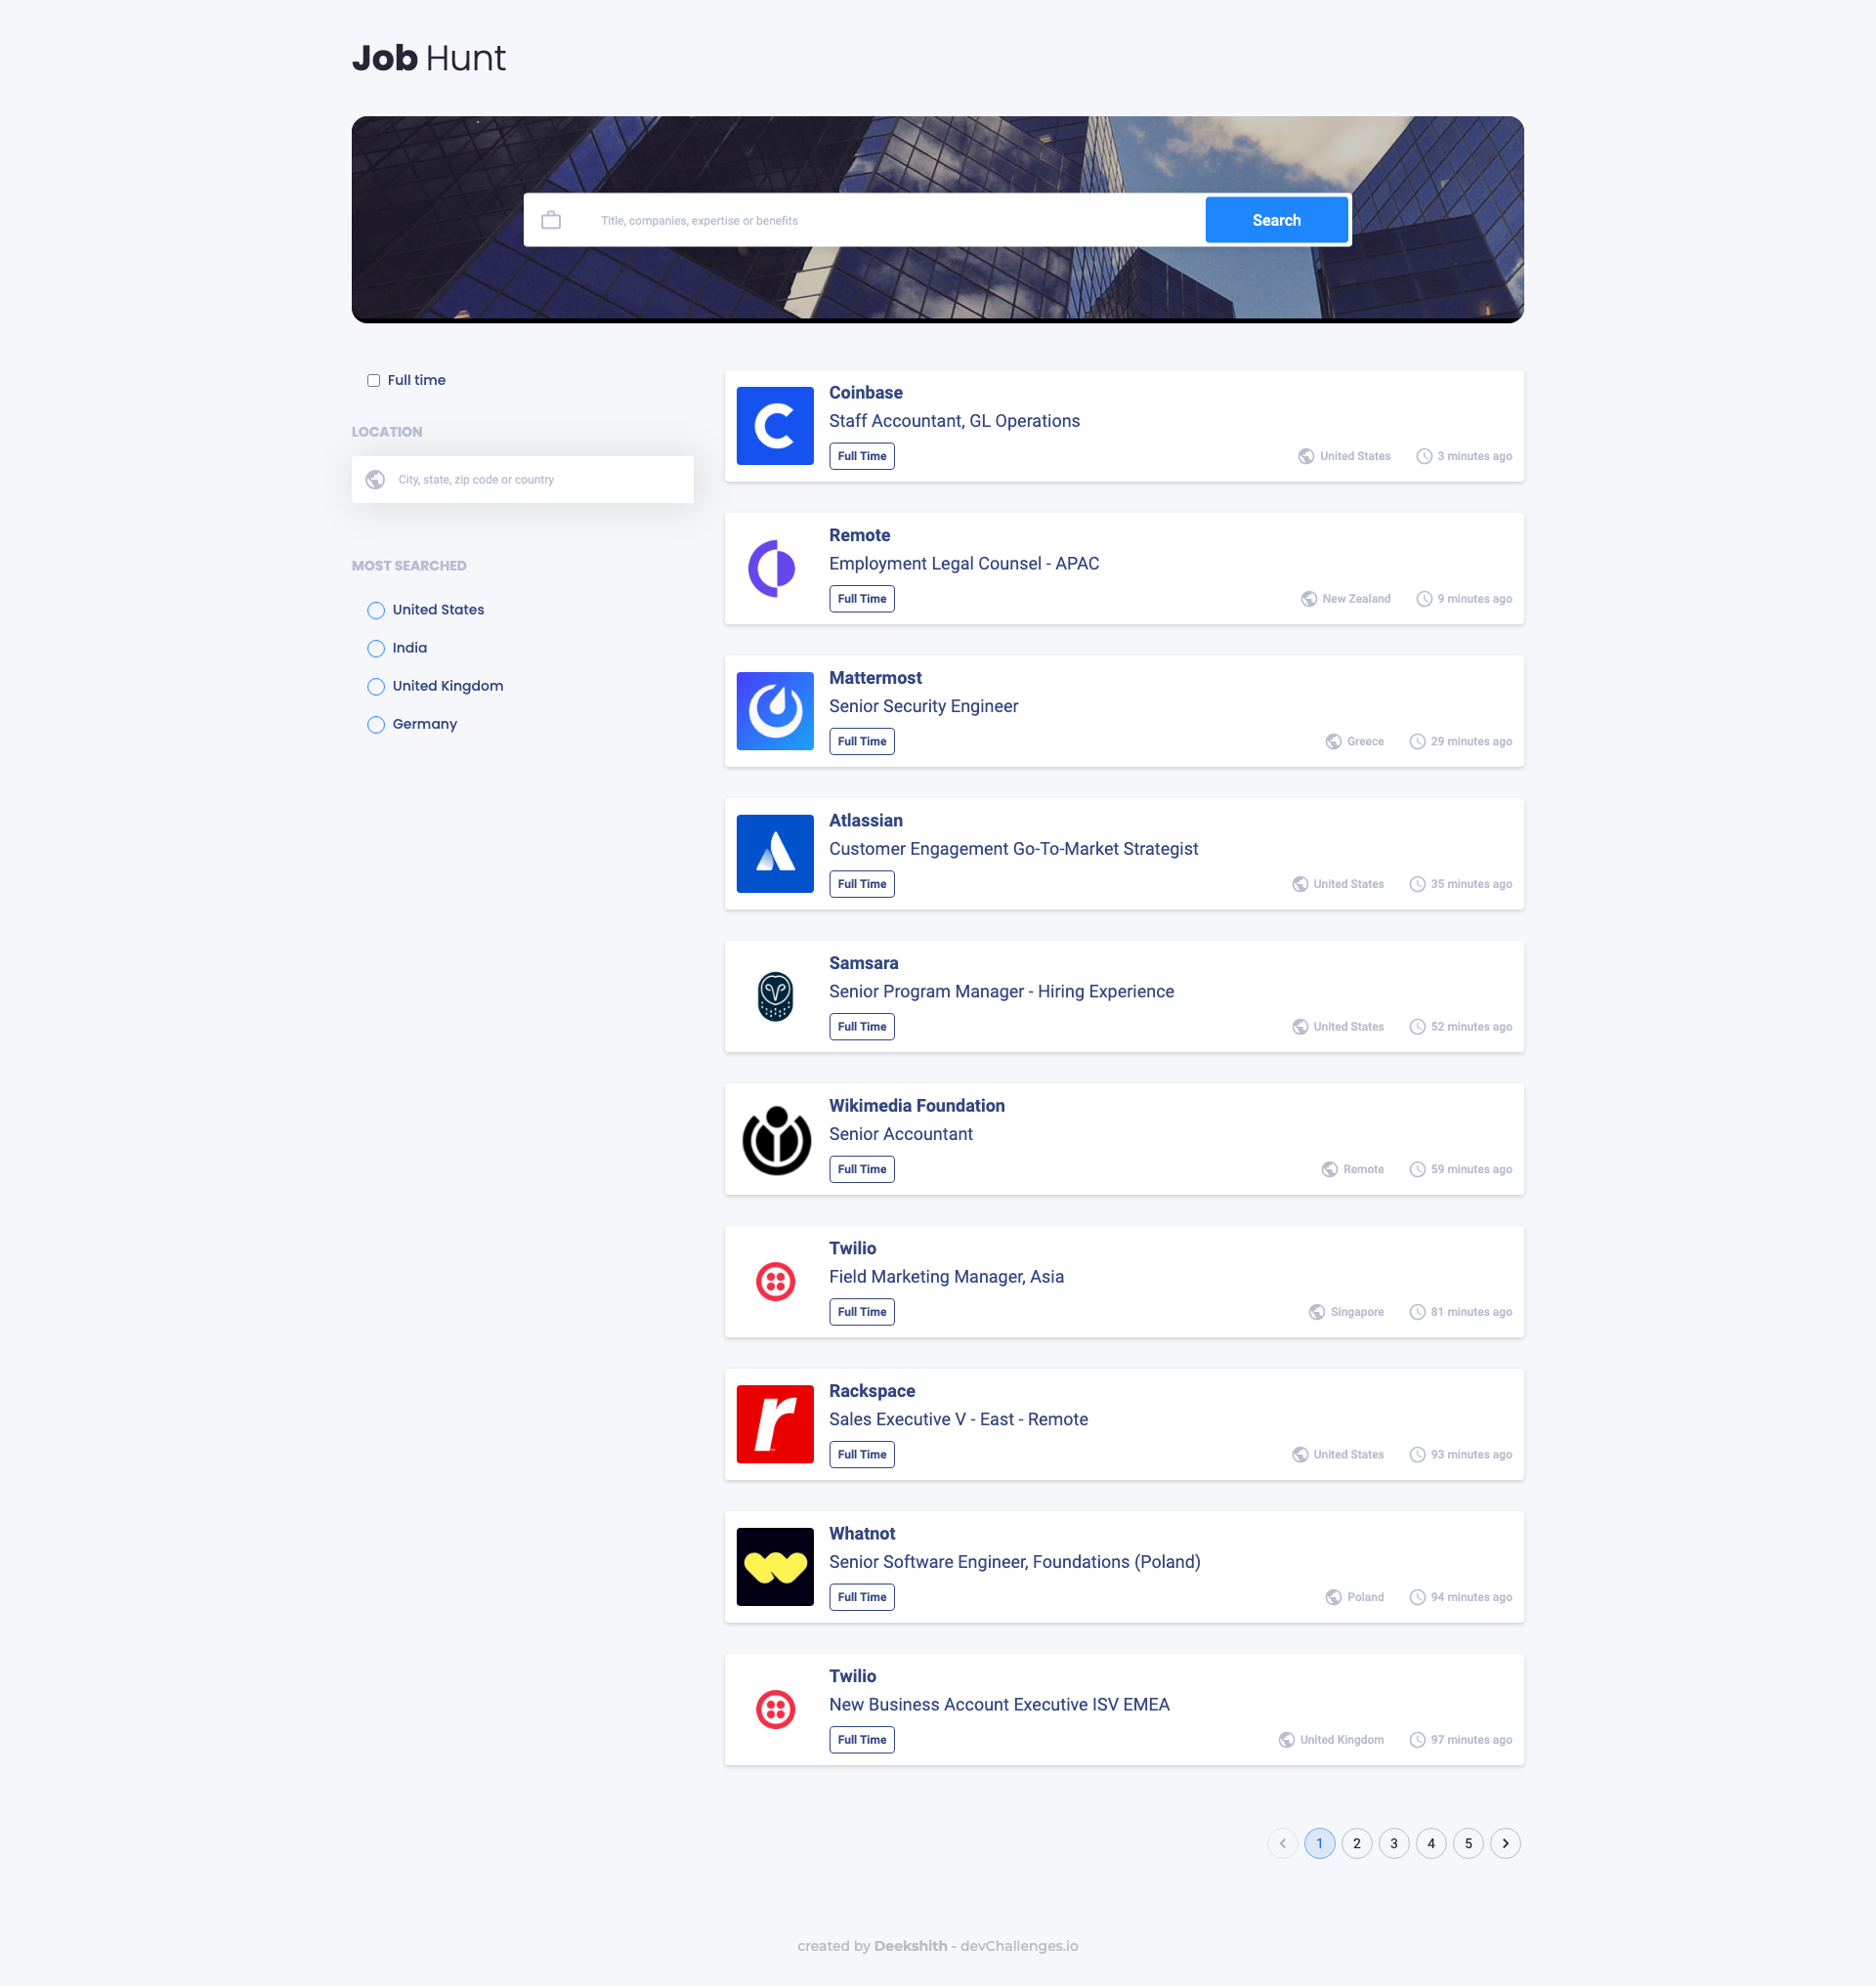 Job Hunt
Title, companies, expertise or benefits
Search
Full time
LOCATION
City, state, zip code or country
MOST SEARCHED
United States
India
United Kingdom
Germany
Coinbase
Staff Accountant, GL Operations
Full Time
United States
3 minutes ago
Remote
Employment Legal Counsel - APAC
Full Time
New Zealand
9 minutes ago
Mattermost
Senior Security Engineer
Full Time
Greece
29 minutes ago
Atlassian
Customer Engagement Go-To-Market Strategist
Full Time
United States
35 minutes ago
Samsara
Senior Program Manager - Hiring Experience
Full Time
United States
52 minutes ago
Wikimedia Foundation
Senior Accountant
Full Time
Remote
59 minutes ago
Twilio
Field Marketing Manager, Asia
Full Time
Singapore
81 minutes ago
Rackspace
Sales Executive V - East - Remote
Full Time
United States
93 minutes ago
Whatnot
Senior Software Engineer, Foundations (Poland)
Full Time
Poland
94 minutes ago
Twilio
New Business Account Executive ISV EMEA
Full Time
United Kingdom
97 minutes ago
1 2 3 4 5
created by Deekshith - devChallenges.io